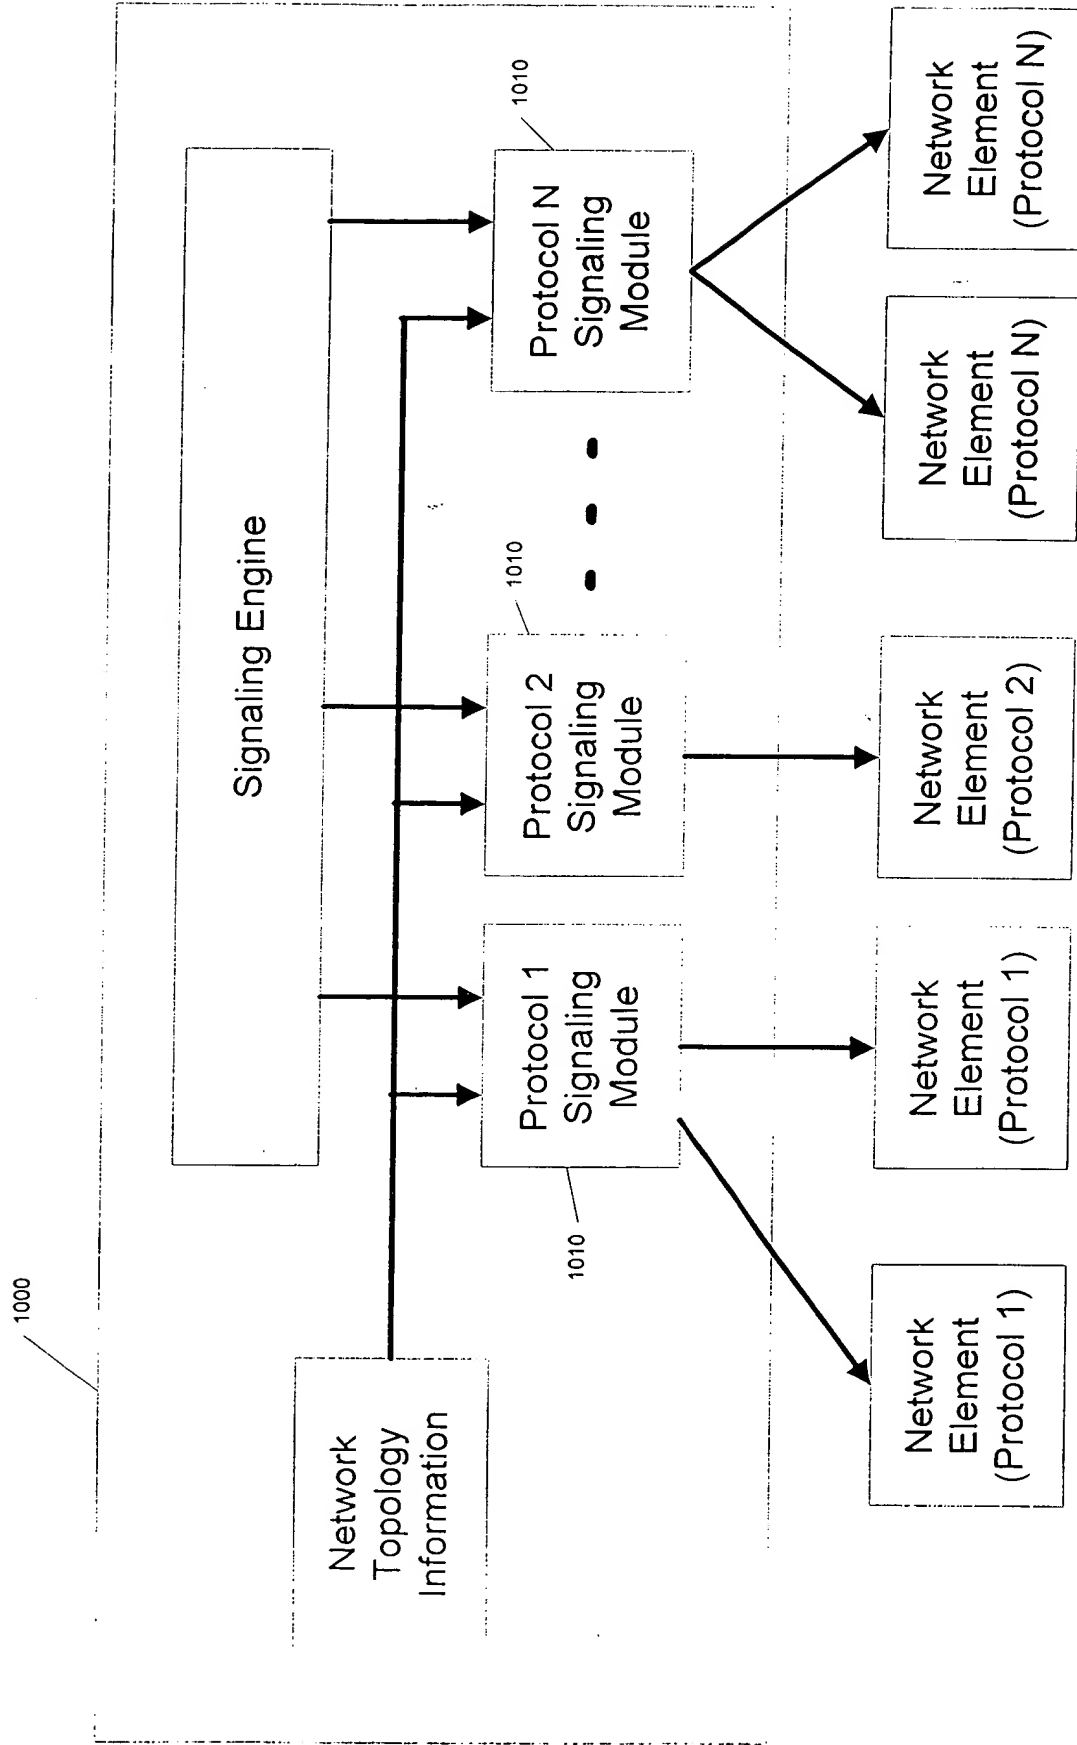 1000
Signaling Engine
Network
Topology
Information
1010
Protocol 1
Signaling
Module
1010
Protocol 2
Signaling
Module
1010
Protocol N
Signaling
Module
Network
Element
(Protocol 1)
Network
Element
(Protocol 1)
Network
Element
(Protocol 2)
Network
Element
(Protocol N)
Network
Element
(Protocol N)